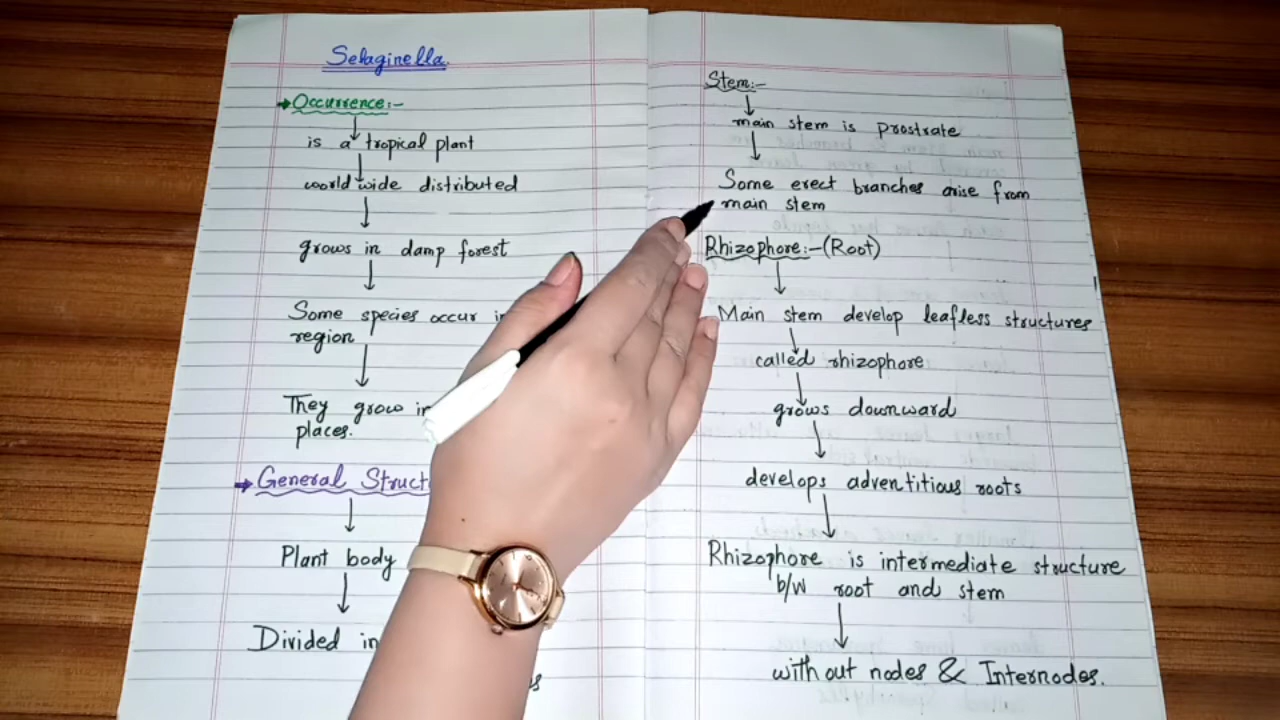 Selaginella
Occurrence:-
is a tropical plant
world wide distributed
grows in damp forest
Some species occur
region
They grow
places.
General
Plant body
Divided
Stem:-
main stem is prostrate
Some erect branches arise from
main stem
Rhizophore:-(Root)
Main stem develop leafless structures
called rhizophore
grows downward
develops adventitious roots
Rhizophore is intermediate structure
b/w root and stem
with out nodes & Internodes.